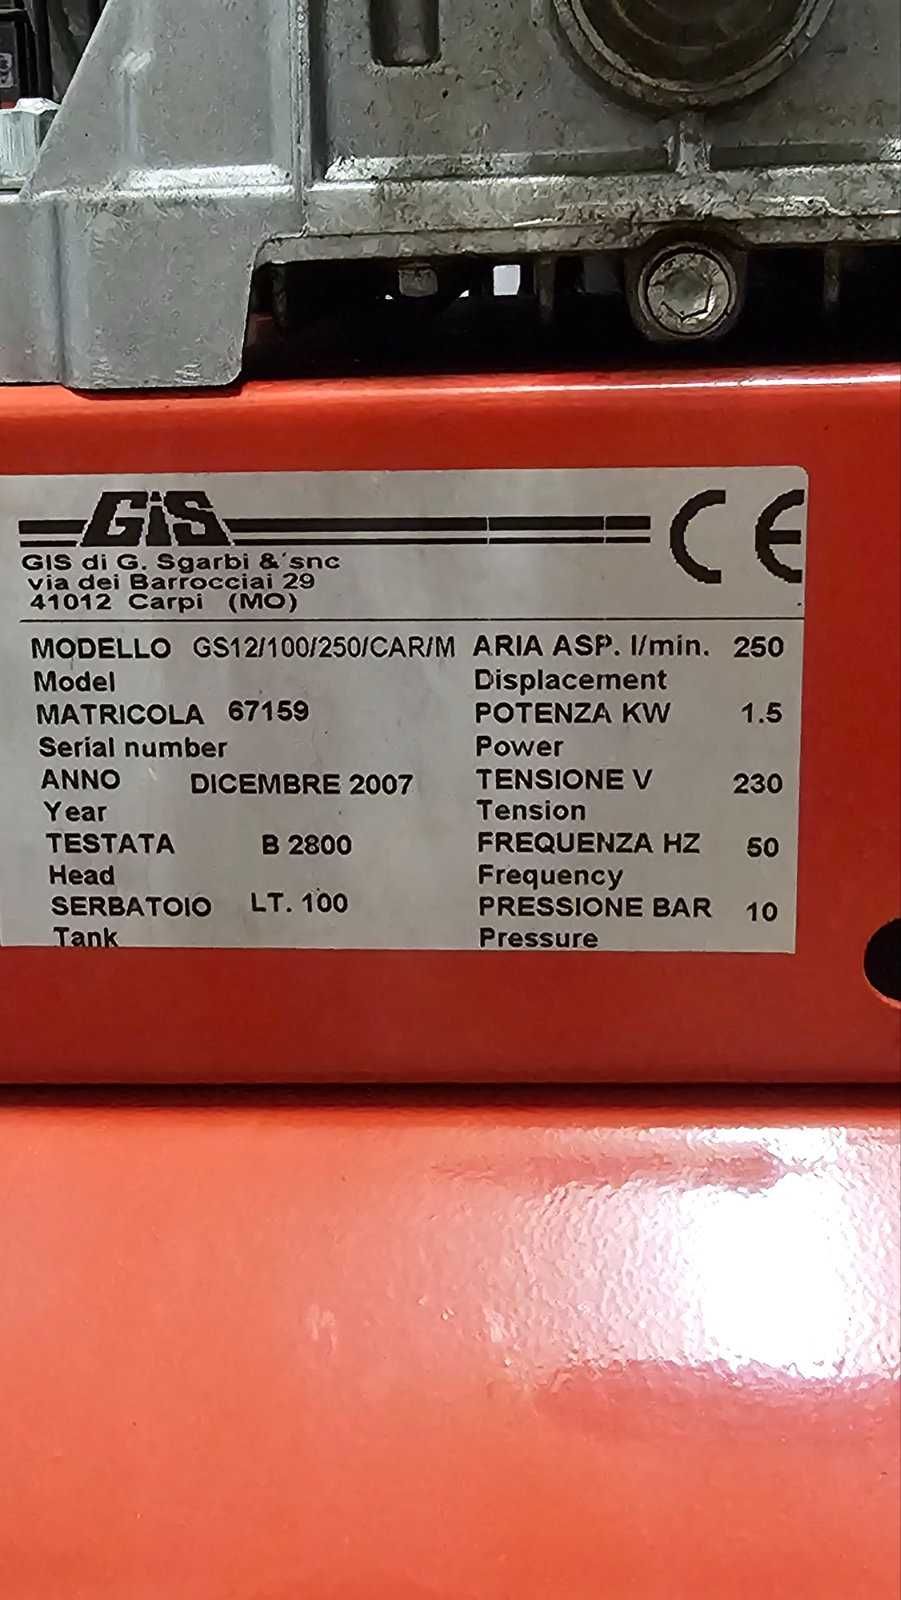 GIS
CE
GIS di G. Sgarbi &´snc
via dei Barrocciai 29
41012 Carpi (MO)
MODELLO GS12/100/250/CAR/M ARIA ASP. l/min. 250
Model Displacement
MATRICOLA 67159 POTENZA KW 1.5
Serial number Power
ANNO DICEMBRE 2007 TENSIONE V 230
Year Tension
TESTATA B 2800 FREQUENZA HZ 50
Head Frequency
SERBATOIO LT. 100 PRESSIONE BAR 10
Tank Pressure